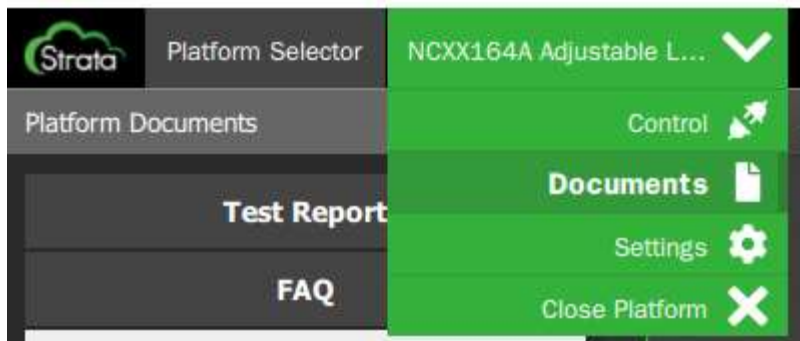 Strata Platform Selector NCXX164A Adjustable L...
Platform Documents Control
Documents
Test Report
Settings
FAQ
Close Platform